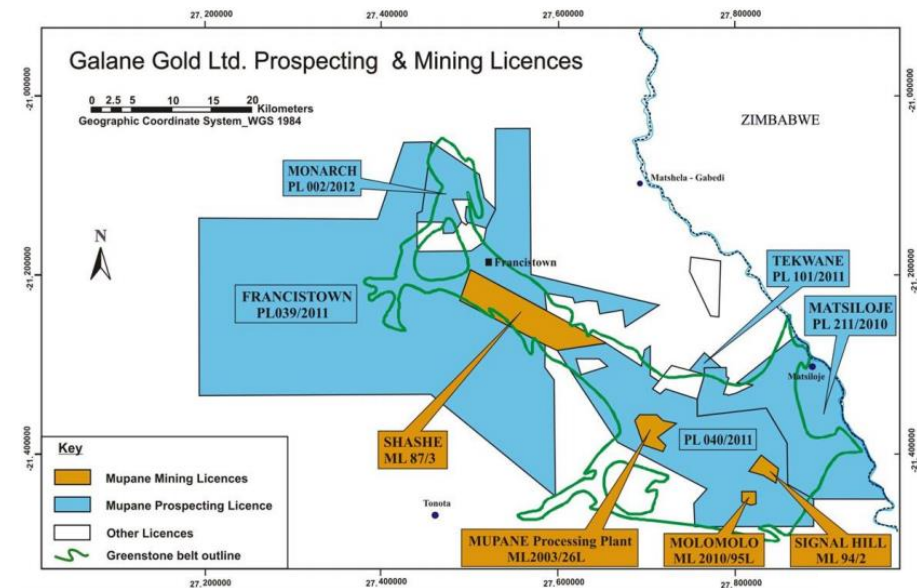 27.200000 27.400000 27.600000 27.800000
Galane Gold Ltd. Prospecting & Mining Licences
0 2.5 5 10 15 20
Kilometers
Geographic Coordinate System_WGS 1984
-21.000000
-21.000000
ZIMBABWE
MONARCH
PL 002/2012
Matshela - Gabedi
N
Francistown
-21.200000
-21.200000
TEKWANE
PL 101/2011
FRANCISTOWN
PL039/2011
MATSILOJE
PL 211/2010
Matsiloje
SHASHE
ML 87/3
PL 040/2011
-21.400000
-21.400000
Key
Mupane Mining Licences
Mupane Prospecting Licence
Other Licences
Greenstone belt outline
Tonota
MUPANE Processing Plant
ML2003/26L
MOLOMOLO
ML 2010/95L
SIGNAL HILL
ML 94/2
27.200000 27.400000 27.600000 27.800000